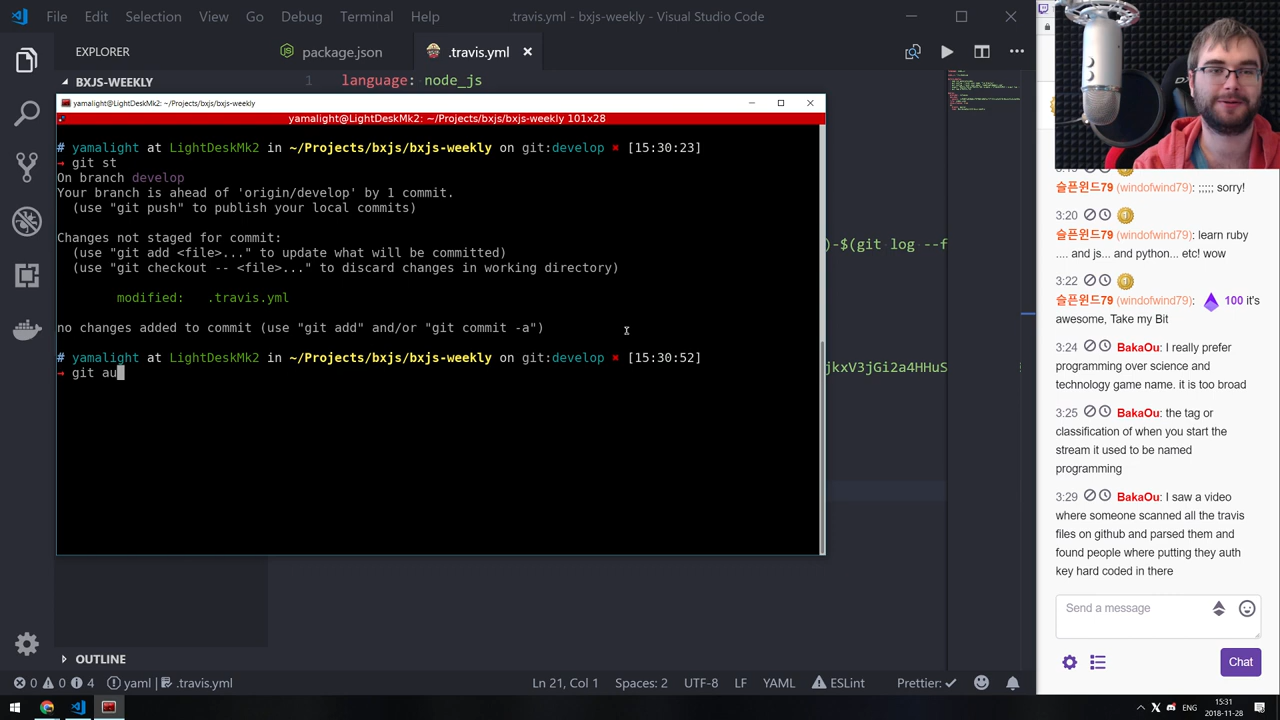 File Edit Selection View Go Debug Terminal Help .travis.yml - bxjs-weekly - Visual Studio Code
EXPLORER
package.json
.travis.yml
BXJS-WEEKLY
1 language: node_js
yamalight@LightDeskMk2: ~/Projects/bxjs/bxjs-weekly
yamalight@LightDeskMk2: ~/Projects/bxjs/bxjs-weekly 101x28
# yamalight at LightDeskMk2 in ~/Projects/bxjs/bxjs-weekly on git:develop ✖ [15:30:23]
→ git st
On branch develop
Your branch is ahead of 'origin/develop' by 1 commit.
(use "git push" to publish your local commits)
Changes not staged for commit:
(use "git add <file>..." to update what will be committed)
(use "git checkout -- <file>..." to discard changes in working directory)
modified: .travis.yml
no changes added to commit (use "git add" and/or "git commit -a")
# yamalight at LightDeskMk2 in ~/Projects/bxjs/bxjs-weekly on git:develop ✖ [15:30:52]
→ git au
)-$(git log --f
jkxV3jGi2a4HHuS
OUTLINE
0 0 4 yaml .travis.yml Ln 21, Col 1 Spaces: 2 UTF-8 LF YAML ESLint Prettier: ✓
슬픈윈드79 (windofwind79): ;;;;; sorry!
3:20
슬픈윈드79 (windofwind79): learn ruby
.... and js... and python... etc! wow
3:22
슬픈윈드79 (windofwind79): 100 it's
awesome, Take my Bit
3:24 BakaOu: I really prefer
programming over science and
technology game name. it is too broad
3:25 BakaOu: the tag or
classification of when you start the
stream it used to be named
programming
3:29 BakaOu: I saw a video
where someone scanned all the travis
files on github and parsed them and
found people where putting they auth
key hard coded in there
Send a message
Chat
ENG
15:31
2018-11-28